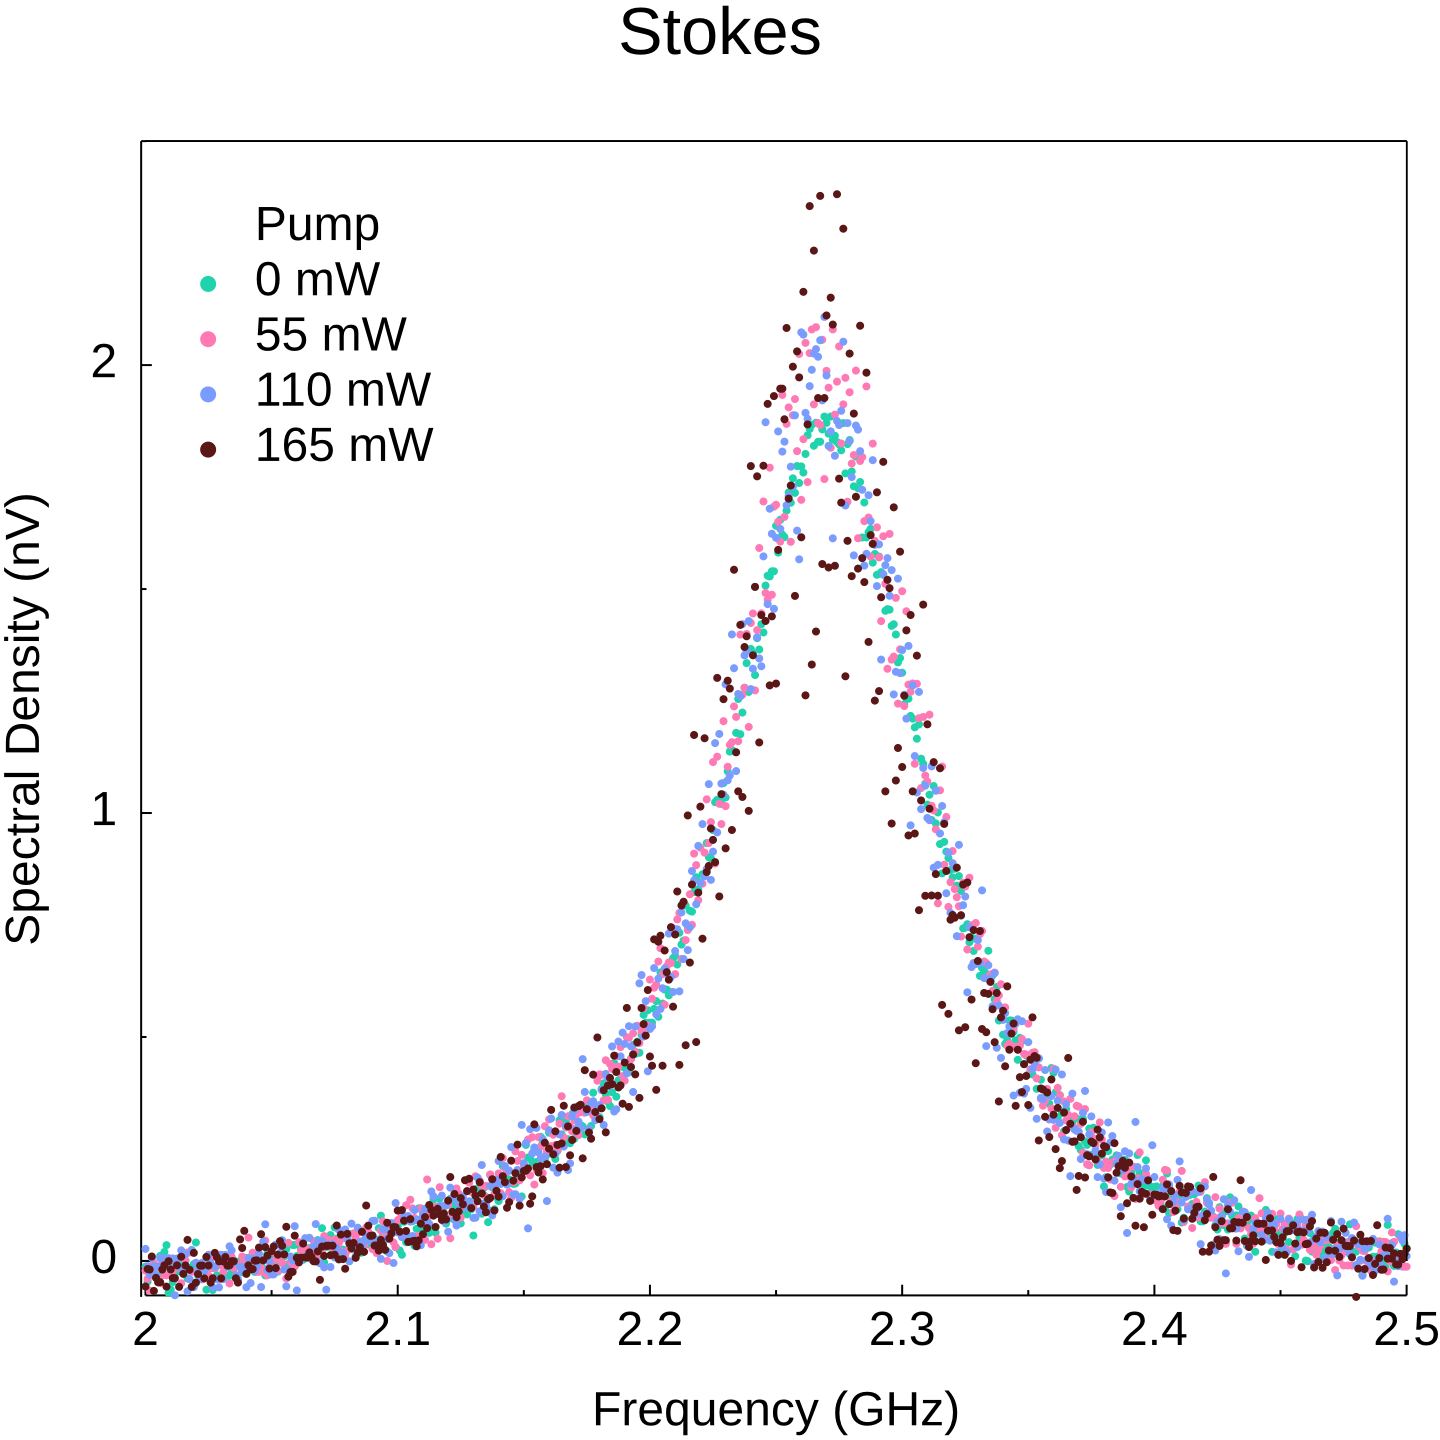 Stokes
Pump
0 mW
55 mW
110 mW
165 mW
Spectral Density (nV)
2
1
0
2 2.1 2.2 2.3 2.4 2.5
Frequency (GHz)